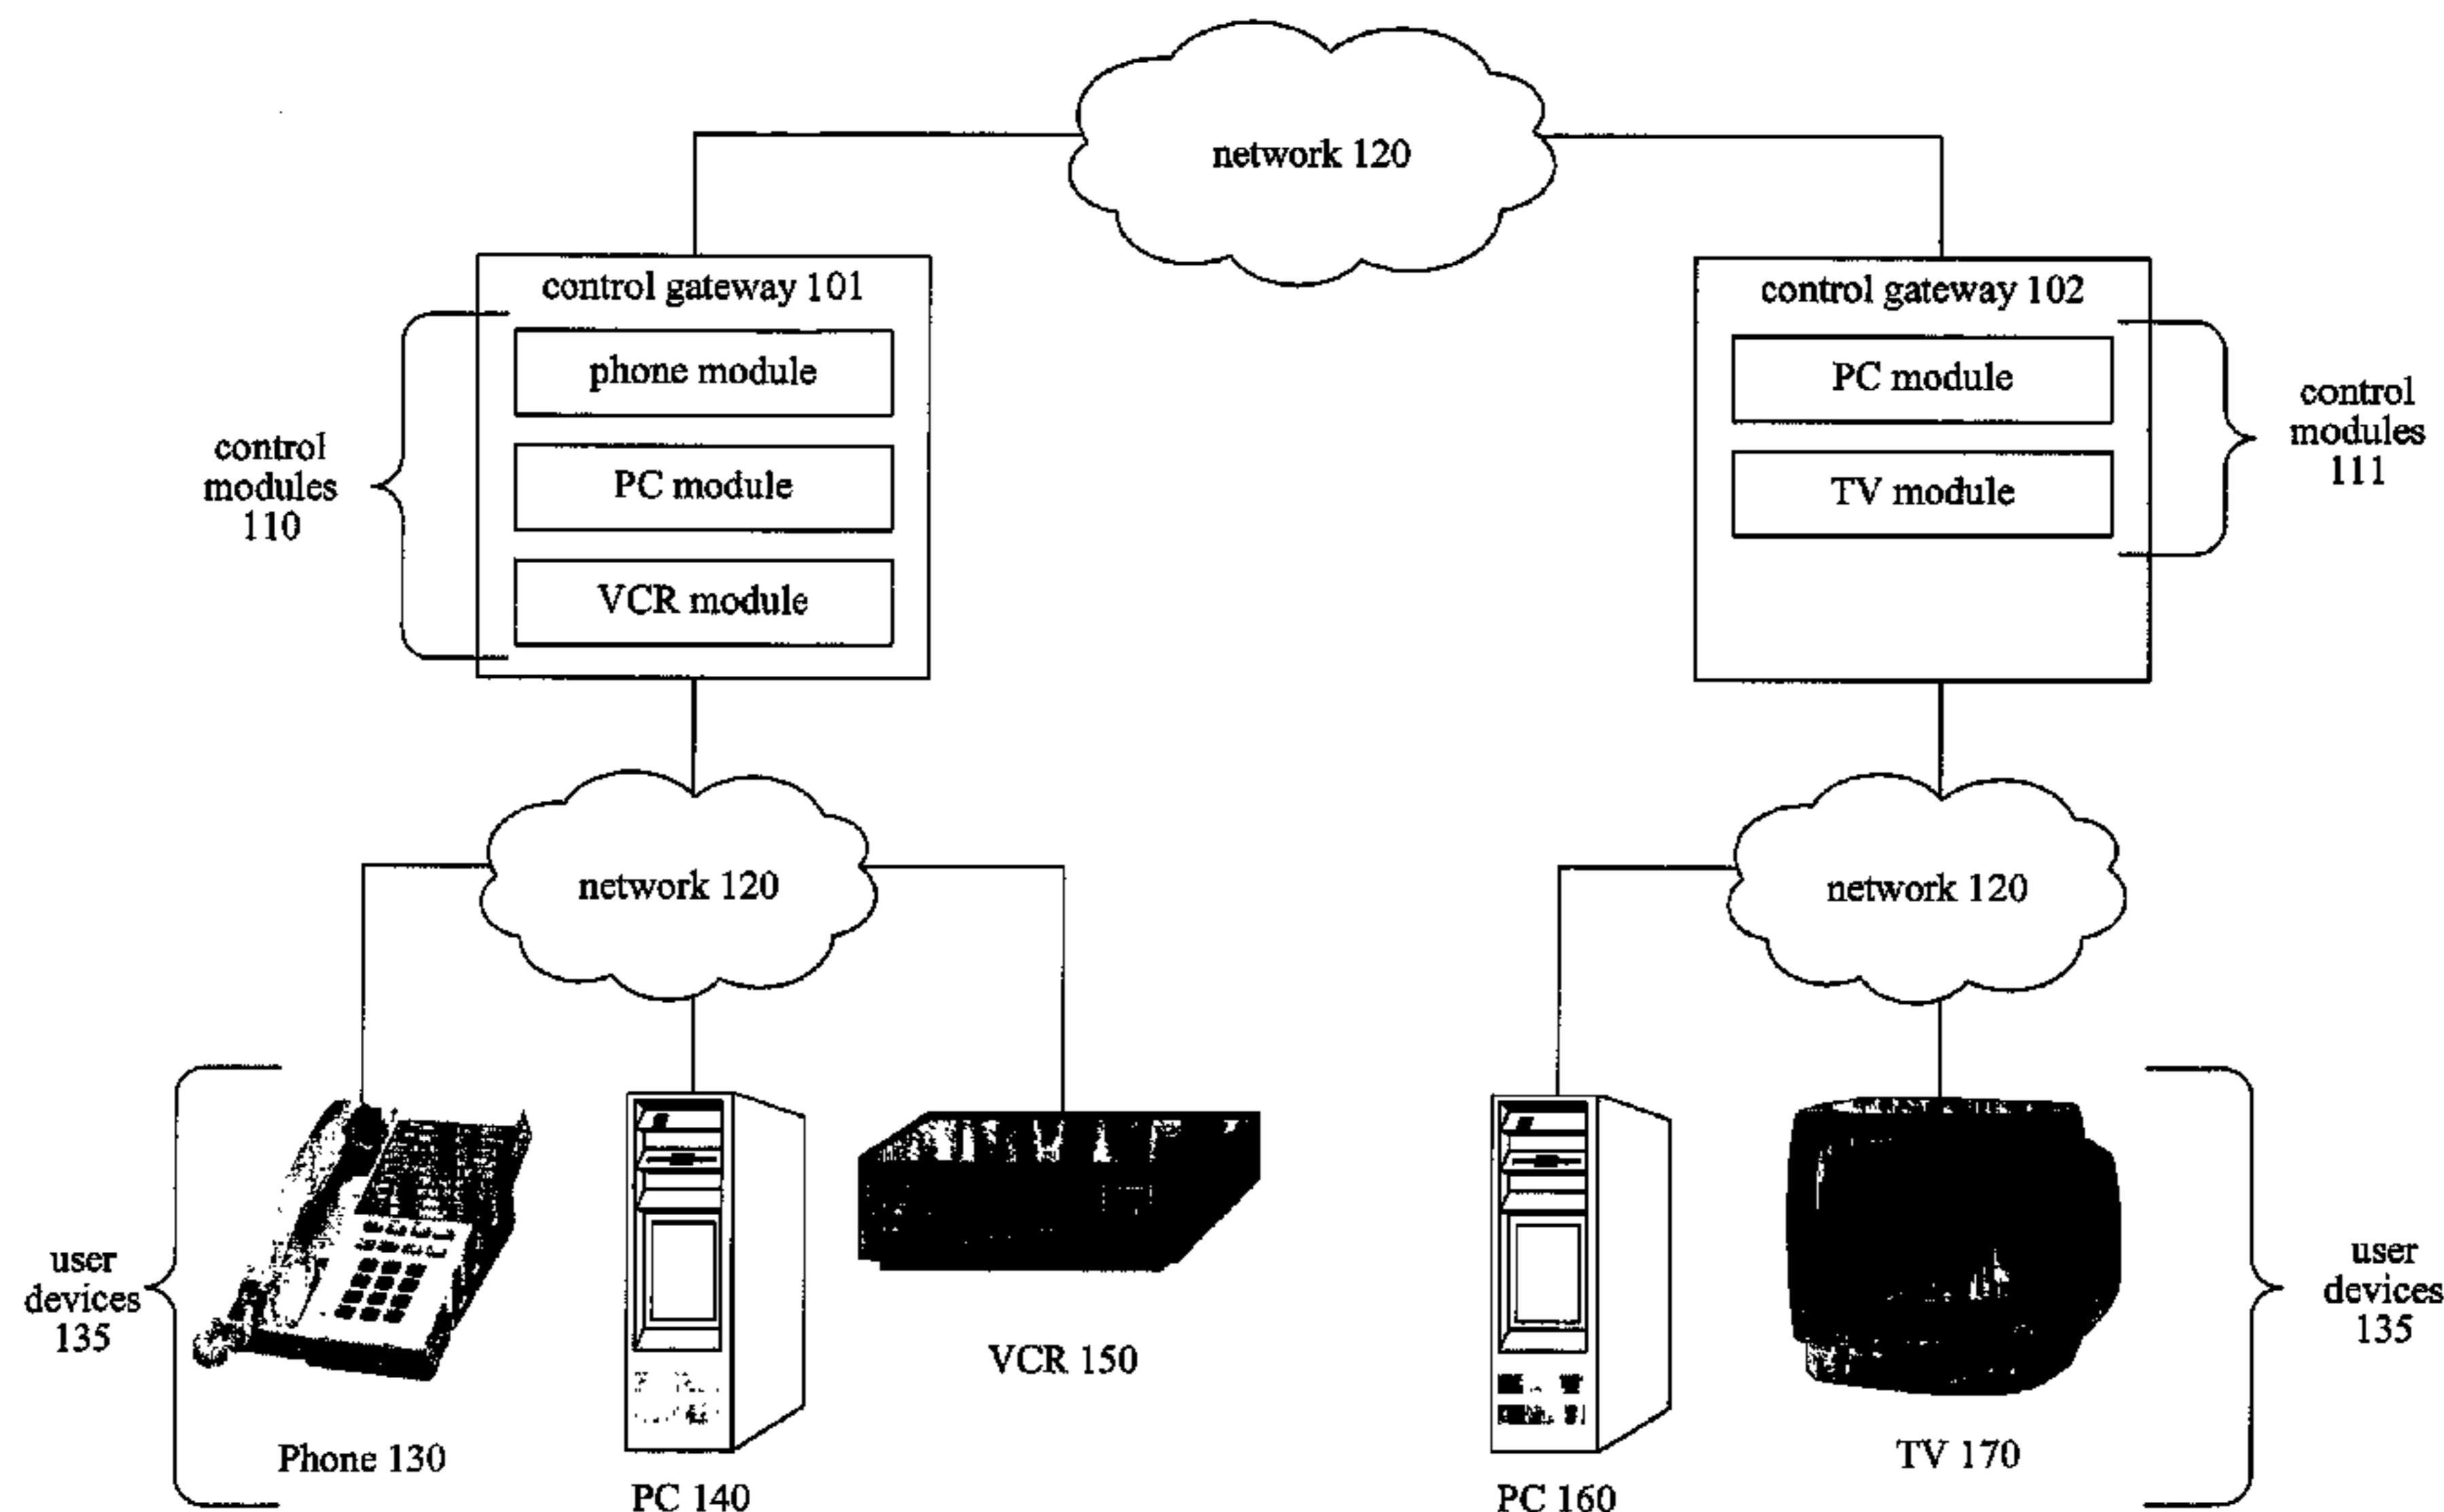 network 120
control gateway 101
phone module
PC module
VCR module
control
modules
110
control gateway 102
PC module
TV module
control
modules
111
network 120
network 120
user
devices
135
Phone 130
PC 140
VCR 150
PC 160
TV 170
user
devices
135